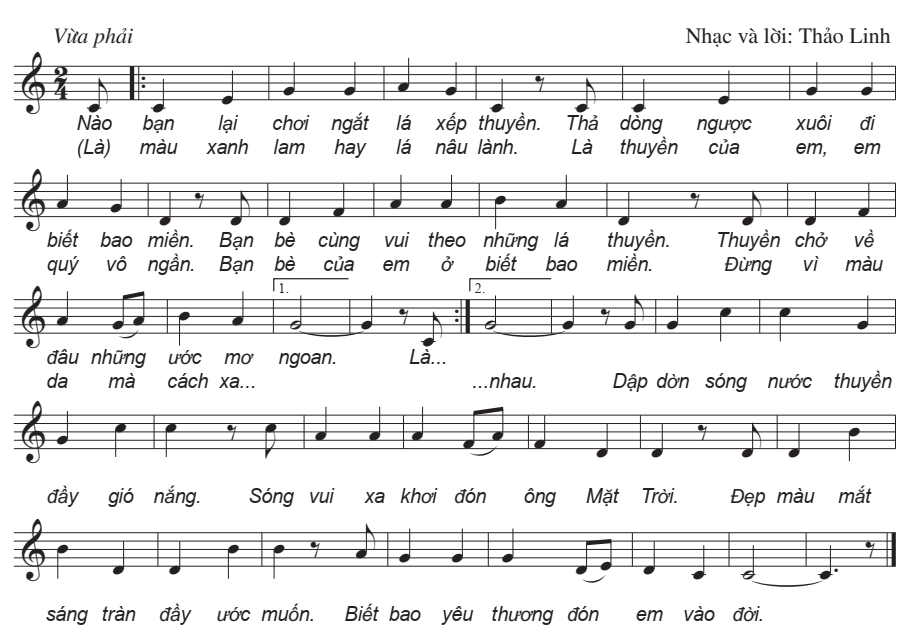 Vừa phải
Nhạc và lời: Thảo Linh
2
4
Nào bạn lại chơi ngắt lá xếp thuyền. Thả dòng ngược xuôi đi
(Là) màu xanh lam hay lá nâu lành. Là thuyền của em, em
biết bao miền. Bạn bè cùng vui theo những lá thuyền. Thuyền chở về
quý vô ngần. Bạn bè của em ở biết bao miền. Đừng vì màu
1.
2.
đâu những ước mơ ngoan. Là...
da mà cách xa... ...nhau. Dập dờn sóng nước thuyền
đầy gió nắng. Sóng vui xa khơi đón ông Mặt Trời. Đẹp màu mắt
sáng tràn đầy ước muốn. Biết bao yêu thương đón em vào đời.